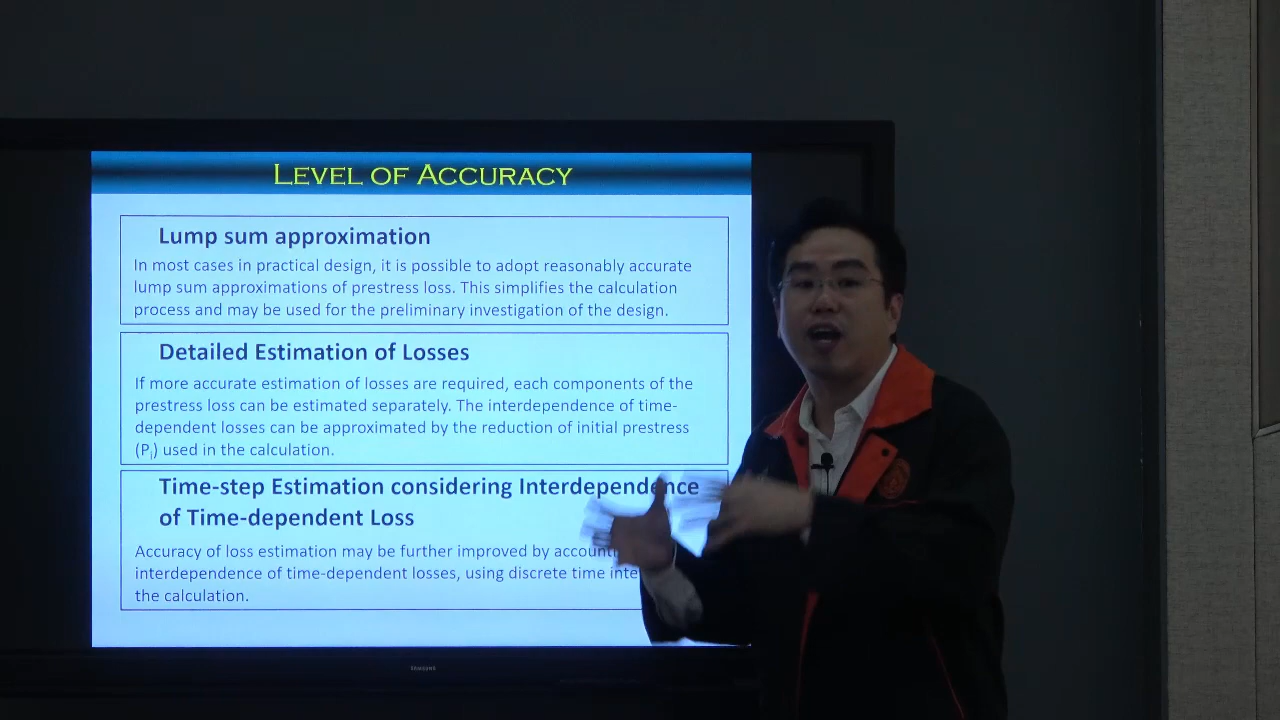 LEVEL OF ACCURACY
Lump sum approximation
In most cases in practical design, it is possible to adopt reasonably accurate
lump sum approximations of prestress loss. This simplifies the calculation
process and may be used for the preliminary investigation of the design.
Detailed Estimation of Losses
If more accurate estimation of losses are required, each components of the
prestress loss can be estimated separately. The interdependence of time-
dependent losses can be approximated by the reduction of initial prestress
(Pi) used in the calculation.
Time-step Estimation considering Interdependence
of Time-dependent Loss
Accuracy of loss estimation may be further improved by
interdependence of time-dependent losses, using discrete time
the calculation.
SAMSUNG